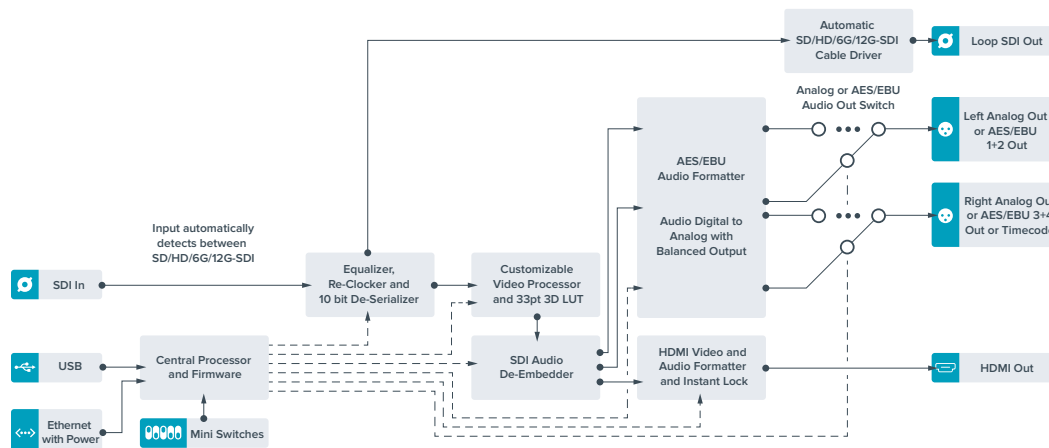 Automatic
SD/HD/6G/12G-SDI
Cable Driver
Loop SDI Out
Analog or AES/EBU
Audio Out Switch
Left Analog Out
or AES/EBU
1+2 Out
AES/EBU
Audio Formatter
Audio Digital to
Analog with
Balanced Output
Right Analog Ou
or AES/EBU 3+4
Out or Timecode
Input automatically
detects between
SD/HD/6G/12G-SDI
SDI In
Equalizer,
Re-Clocker and
10 bit De-Serializer
Customizable
Video Processor
and 33pt 3D LUT
USB
Central Processor
and Firmware
SDI Audio
De-Embedder
HDMI Video and
Audio Formatter
and Instant Lock
HDMI Out
Ethernet
with Power
Mini Switches